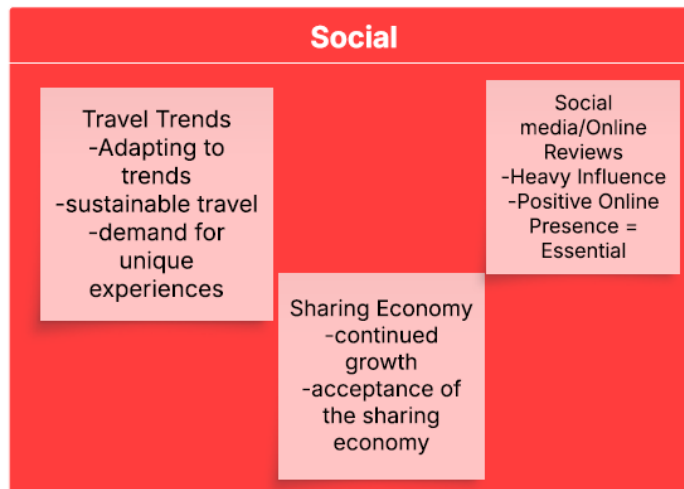 Social
Travel Trends
-Adapting to
trends
-sustainable travel
-demand for
unique
experiences
Sharing Economy
-continued
growth
-acceptance of
the sharing
economy
Social
media/Online
Reviews
-Heavy Influence
-Positive Online
Presence =
Essential